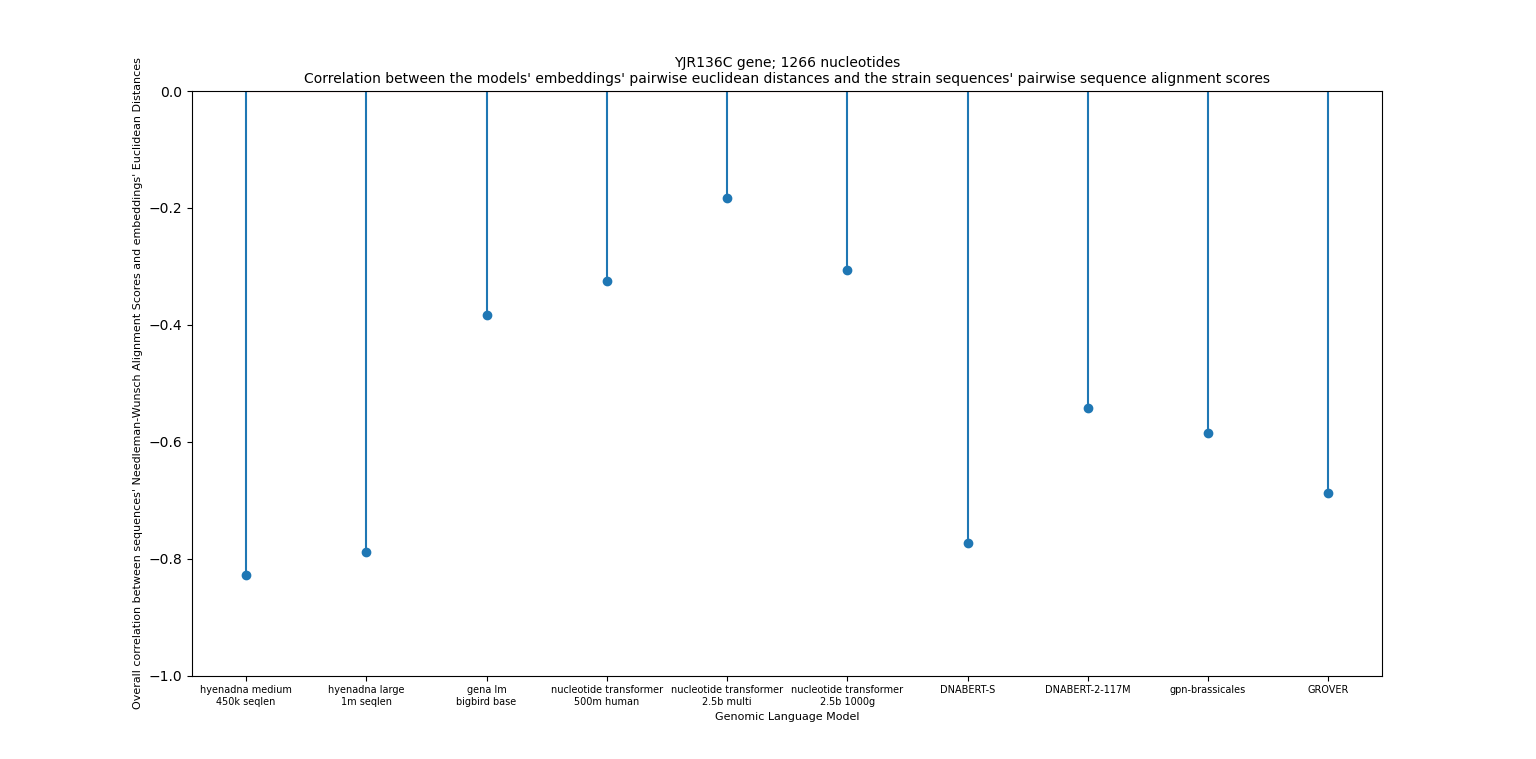 YJR136C gene; 1266 nucleotides
Correlation between the models' embeddings' pairwise euclidean distances and the strain sequences' pairwise sequence alignment scores
Overall correlation between sequences' Needleman-Wunsch Alignment Scores and embeddings' Euclidean Distances
0.0
−0.2
−0.4
−0.6
−0.8
−1.0
hyenadna medium
450k seqlen
hyenadna large
1m seqlen
gena lm
bigbird base
nucleotide transformer
500m human
nucleotide transformer
2.5b multi
nucleotide transformer
2.5b 1000g
DNABERT-S
DNABERT-2-117M
gpn-brassicales
GROVER
Genomic Language Model